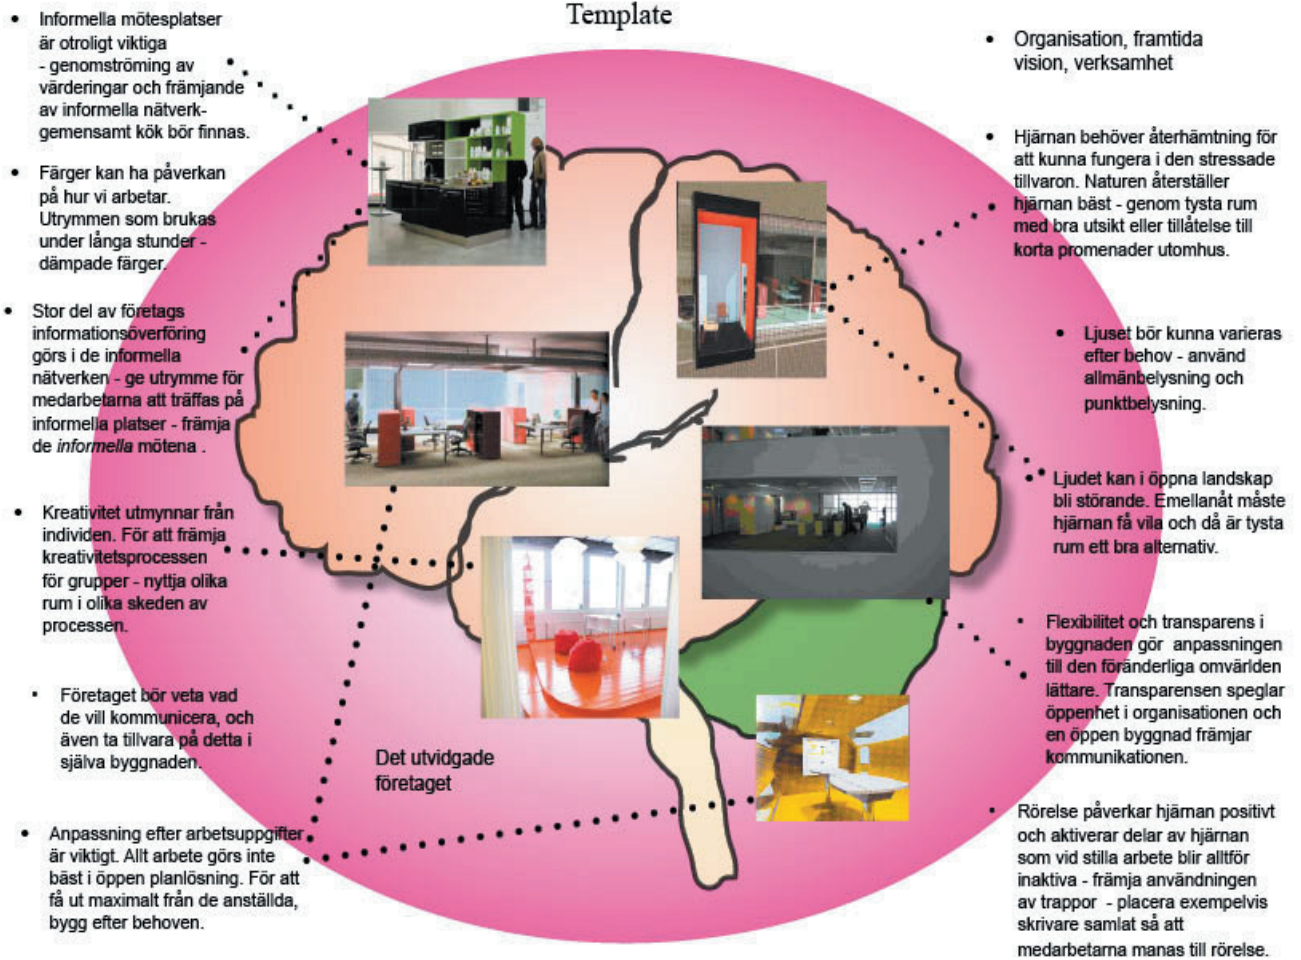 Template
• Informella mötesplatser
är otroligt viktiga
- genomströming av
värderingar och främjande
av informella nätverk-
gemensamt kök bör finnas.
• Färger kan ha påverkan
på hur vi arbetar.
Utrymmen som brukas
under långa stunder -
dämpade färger.
• Stor del av företags
informationsöverföring
görs i de informella
nätverken - ge utrymme för
medarbetarna att träffas på
informella platser - främja
de informella mötena .
• Kreativitet utmynnar från
individen. För att främja
kreativitetsprocessen
för grupper - nyttja olika
rum i olika skeden av
processen.
• Företaget bör veta vad
de vill kommunicera, och
även ta tillvara på detta i
själva byggnaden.
• Anpassning efter arbetsuppgifter
är viktigt. Allt arbete görs inte
bäst i öppen planlösning. För att
få ut maximalt från de anställda,
bygg efter behoven.
Det utvidgade
företaget
• Organisation, framtida
vision, verksamhet
• Hjärnan behöver återhämtning för
att kunna fungera i den stressade
tillvaron. Naturen återställer
hjärnan bäst - genom tysta rum
med bra utsikt eller tillåtelse till
korta promenader utomhus.
• Ljuset bör kunna varieras
efter behov - använd
allmänbelysning och
punktbelysning.
• Ljudet kan i öppna landskap
bli störande. Emellanåt måste
hjärnan få vila och då är tysta
rum ett bra alternativ.
• Flexibilitet och transparens i
byggnaden gör anpassningen
till den föränderliga omvärlden
lättare. Transparensen speglar
öppenhet i organisationen och
en öppen byggnad främjar
kommunikationen.
• Rörelse påverkar hjärnan positivt
och aktiverar delar av hjärnan
som vid stilla arbete blir alltför
inaktiva - främja användningen
av trappor - placera exempelvis
skrivare samlat så att
medarbetarna manas till rörelse.